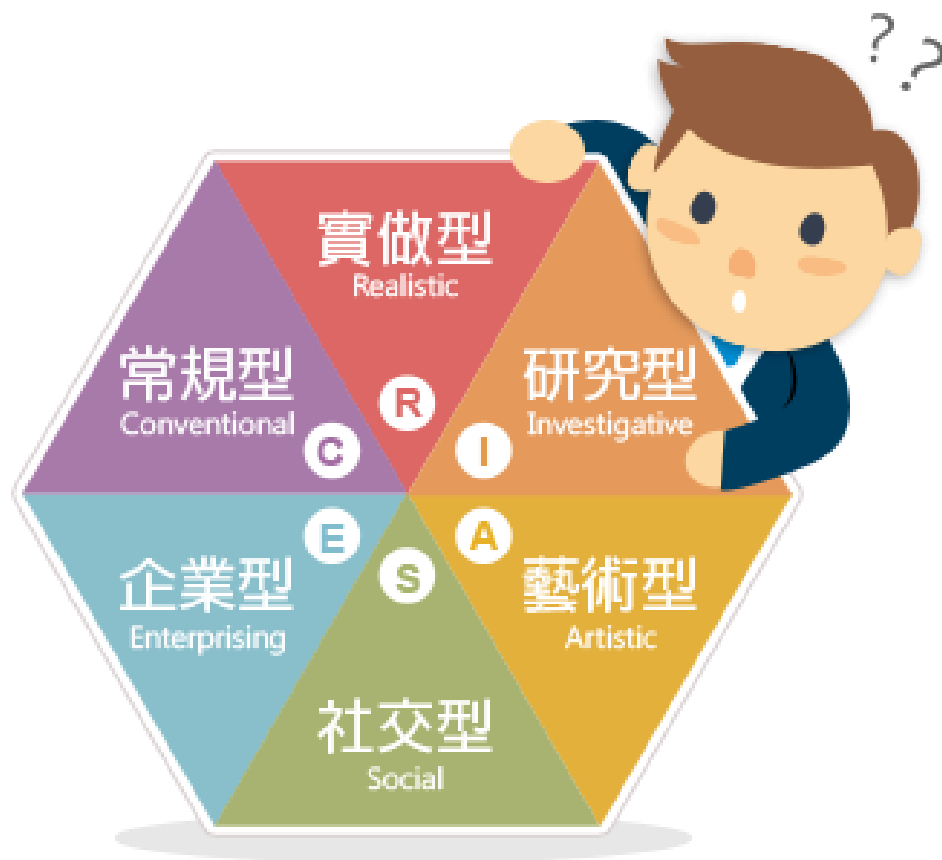 ? ?
實做型
Realistic
R
研究型
Investigative
I
藝術型
Artistic
A
社交型
Social
S
企業型
Enterprising
E
常規型
Conventional
C